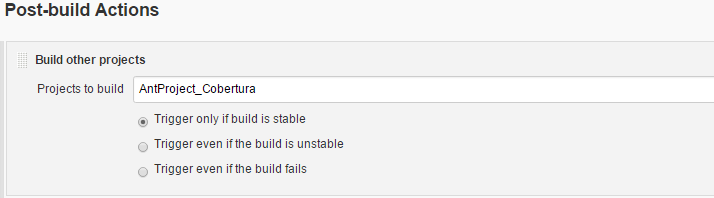 Post-build Actions
Build other projects
Projects to build AntProject_Cobertura
Trigger only if build is stable
Trigger even if the build is unstable
Trigger even if the build fails